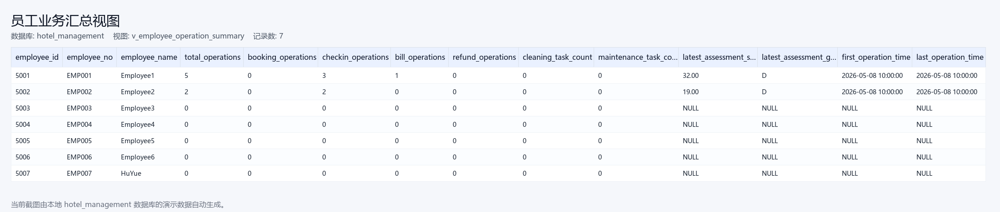 员工业务汇总视图
数据库: hotel_management 视图: v_employee_operation_summary 记录数: 7
employee_id employee_no employee_name total_operations booking_operations checkin_operations bill_operations refund_operations cleaning_task_count maintenance_task_co... latest_assessment_s... latest_assessment_g... first_operation_time last_operation_time
5001 EMP001 Employee1 5 0 3 1 0 0 0 32.00 D 2026-05-08 10:00:00 2026-05-08 10:00:00
5002 EMP002 Employee2 2 0 2 0 0 0 0 19.00 D 2026-05-08 10:00:00 2026-05-08 10:00:00
5003 EMP003 Employee3 0 0 0 0 0 0 0 NULL NULL NULL NULL
5004 EMP004 Employee4 0 0 0 0 0 0 0 NULL NULL NULL NULL
5005 EMP005 Employee5 0 0 0 0 0 0 0 NULL NULL NULL NULL
5006 EMP006 Employee6 0 0 0 0 0 0 0 NULL NULL NULL NULL
5007 EMP007 HuYue 0 0 0 0 0 0 0 NULL NULL NULL NULL
当前截图由本地 hotel_management 数据库的演示数据自动生成。